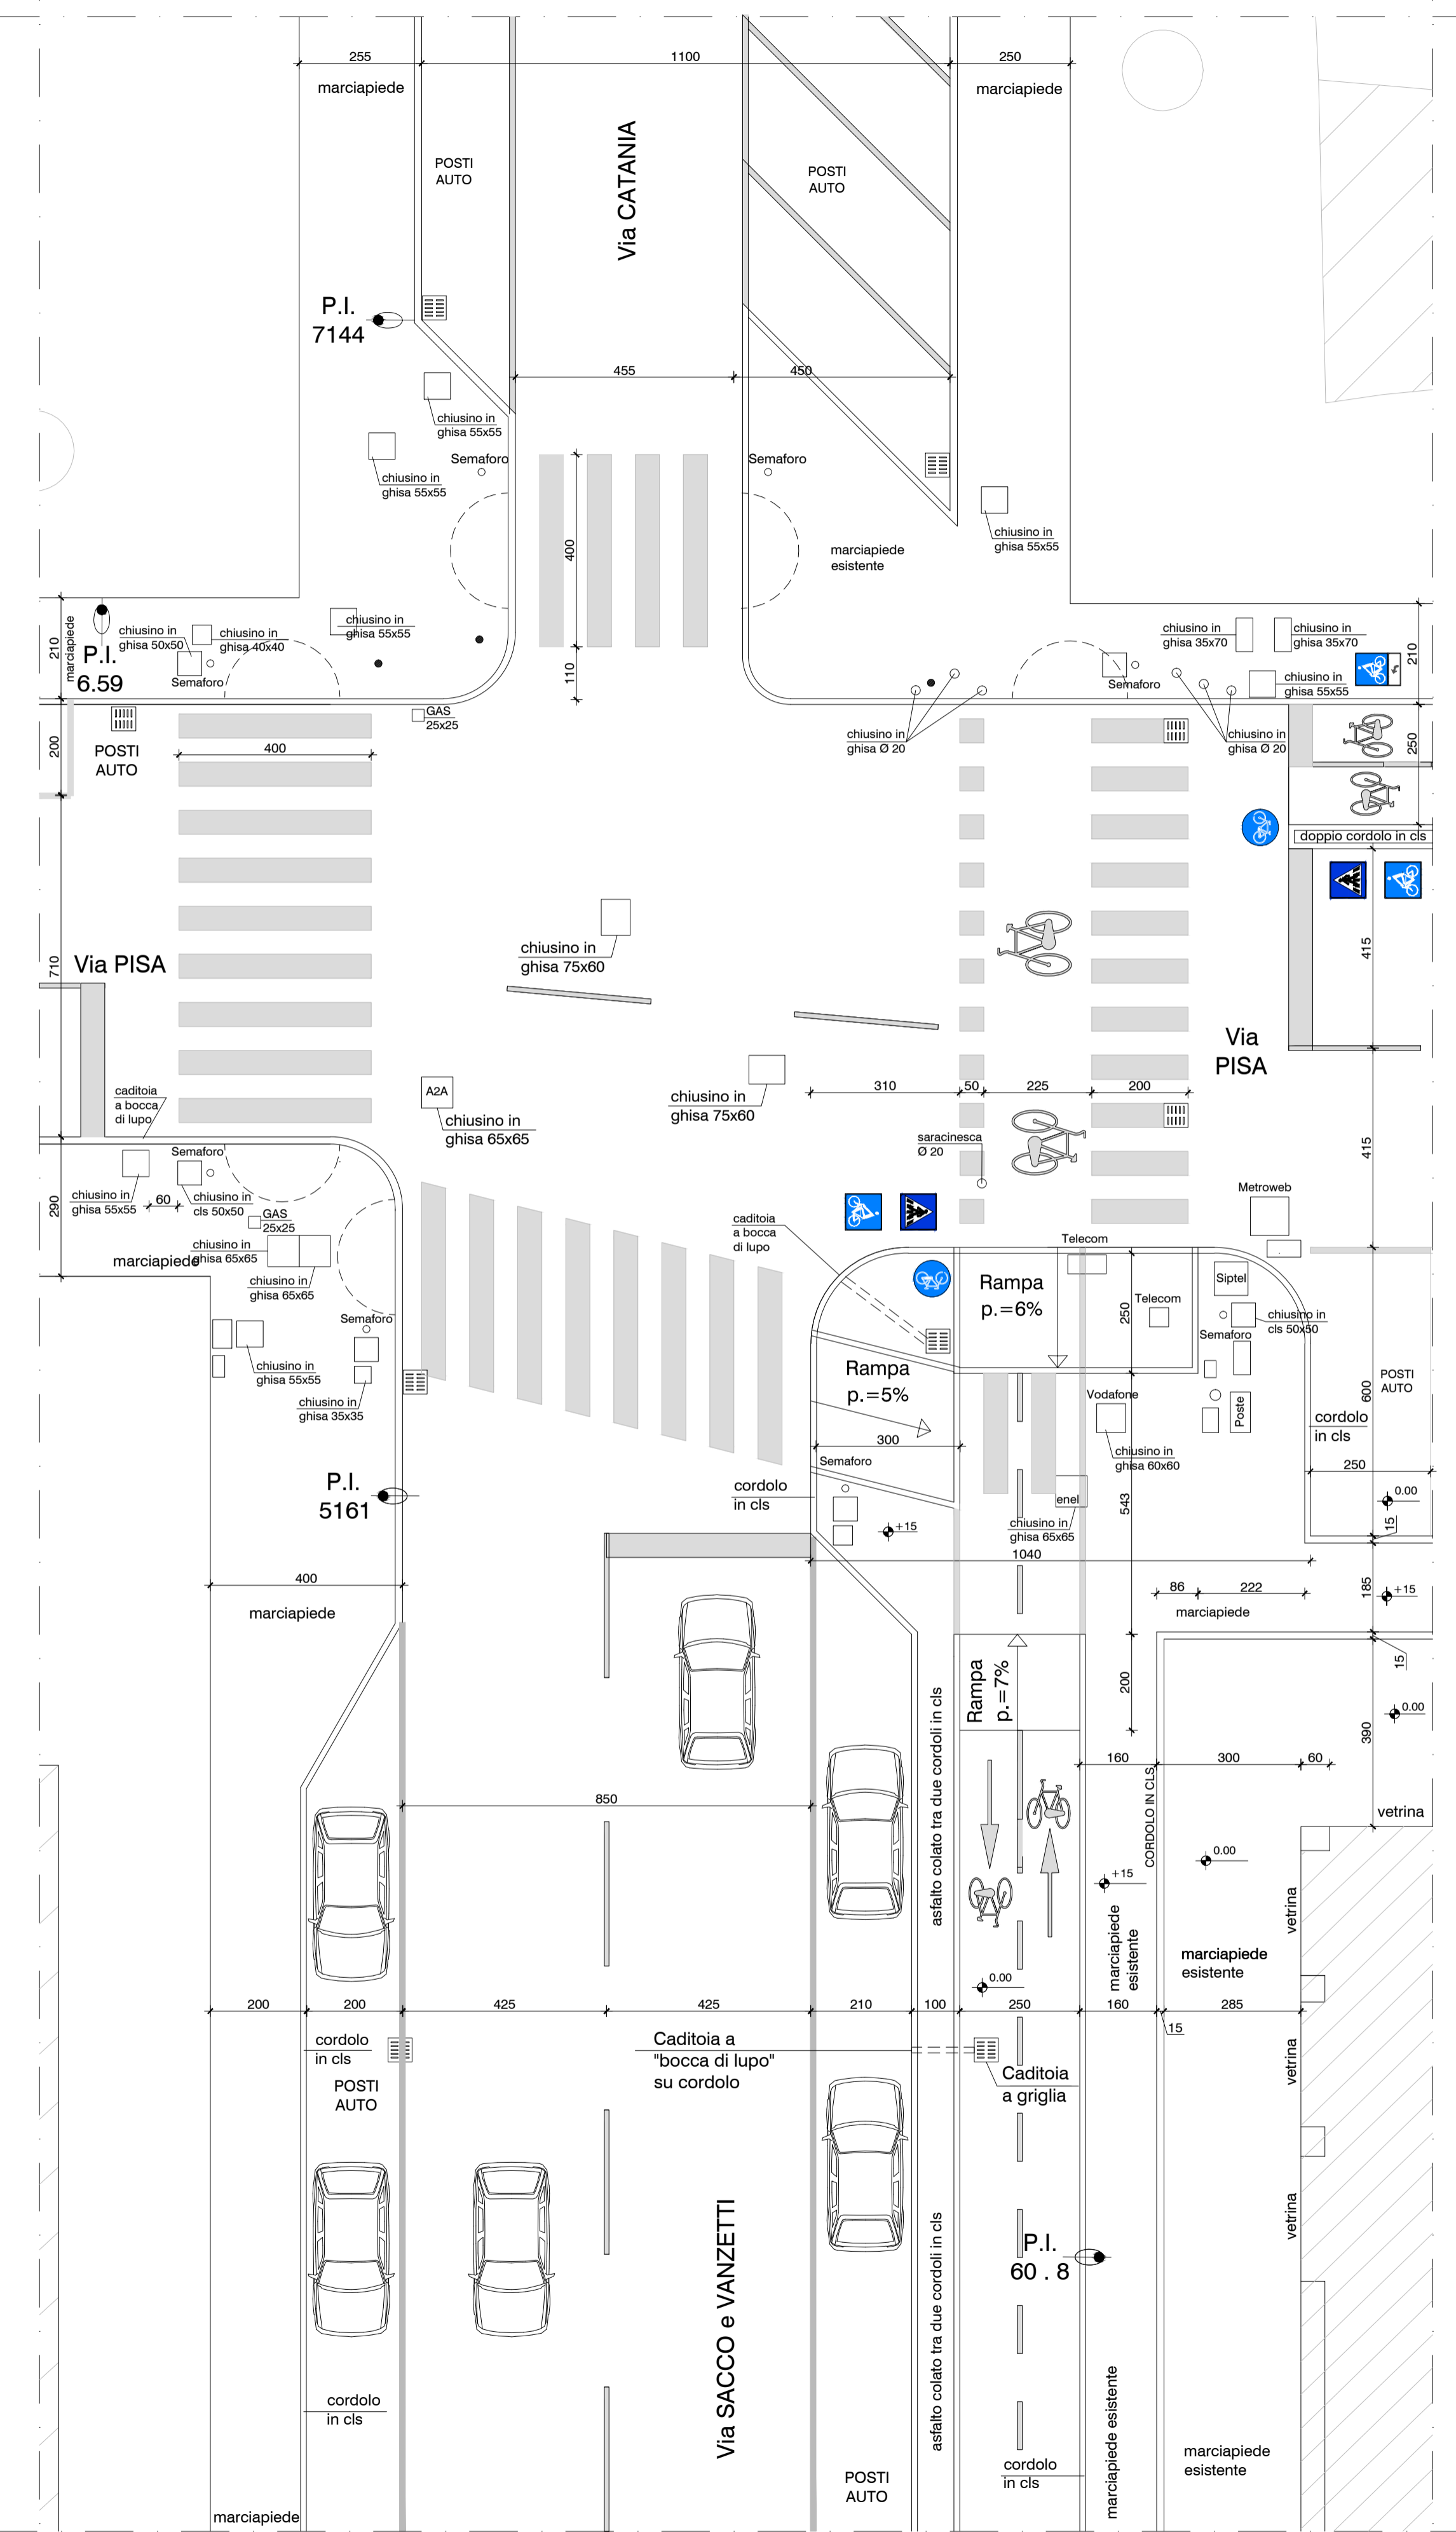 255
1100
250
marciapiede
marciapiede
POSTI
AUTO
Via CATANIA
POSTI
AUTO
P.I.
7144
455
450
chiusino in
ghisa 55x55
Semaforo
Semaforo
chiusino in
ghisa 55x55
400
chiusino in
ghisa 55x55
marciapiede
esistente
210
marciapiede
chiusino in
ghisa 50x50
chiusino in
ghisa 40x40
chiusino in
ghisa 55x55
P.I.
6.59
Semaforo
110
chiusino in
ghisa 35x70
chiusino in
ghisa 35x70
210
Semaforo
chiusino in
ghisa 55x55
GAS
25x25
200
POSTI
AUTO
400
chiusino in
ghisa Ø 20
chiusino in
ghisa Ø 20
250
doppio cordolo in cls
710
Via PISA
chiusino in
ghisa 75x60
415
Via
PISA
caditoia
a bocca
di lupo
A2A
chiusino in
ghisa 65x65
chiusino in
ghisa 75x60
310
50
225
200
saracinesca
Ø 20
415
Semaforo
290
chiusino in
ghisa 55x55
60
chiusino in
cls 50x50
GAS
25x25
Metroweb
caditoia
a bocca
di lupo
marciapiede
chiusino in
ghisa 65x65
chiusino in
ghisa 65x65
Telecom
Rampa
p.=6%
Siptel
Telecom
250
chiusino in
cls 50x50
Semaforo
Semaforo
chiusino in
ghisa 55x55
chiusino in
ghisa 35x35
Rampa
p.=5%
300
Vodafone
Poste
600
POSTI
AUTO
cordolo
in cls
chiusino in
ghisa 60x60
Semaforo
250
P.I.
5161
cordolo
in cls
enel
543
0.00
15
chiusino in
ghisa 65x65
+15
1040
400
86
222
185
+15
marciapiede
marciapiede
15
Rampa
p.=7%
200
0.00
390
asfalto colato tra due cordoli in cls
160
300
60
CORDOLO IN CLS
850
vetrina
0.00
+15
marciapiede
esistente
vetrina
marciapiede
esistente
0.00
200
200
425
425
210
100
250
160
285
15
cordolo
in cls
Caditoia a
"bocca di lupo"
su cordolo
Caditoia
a griglia
vetrina
POSTI
AUTO
vetrina
Via SACCO e VANZETTI
asfalto colato tra due cordoli in cls
P.I.
60 . 8
cordolo
in cls
marciapiede esistente
marciapiede
esistente
cordolo
in cls
POSTI
AUTO
marciapiede